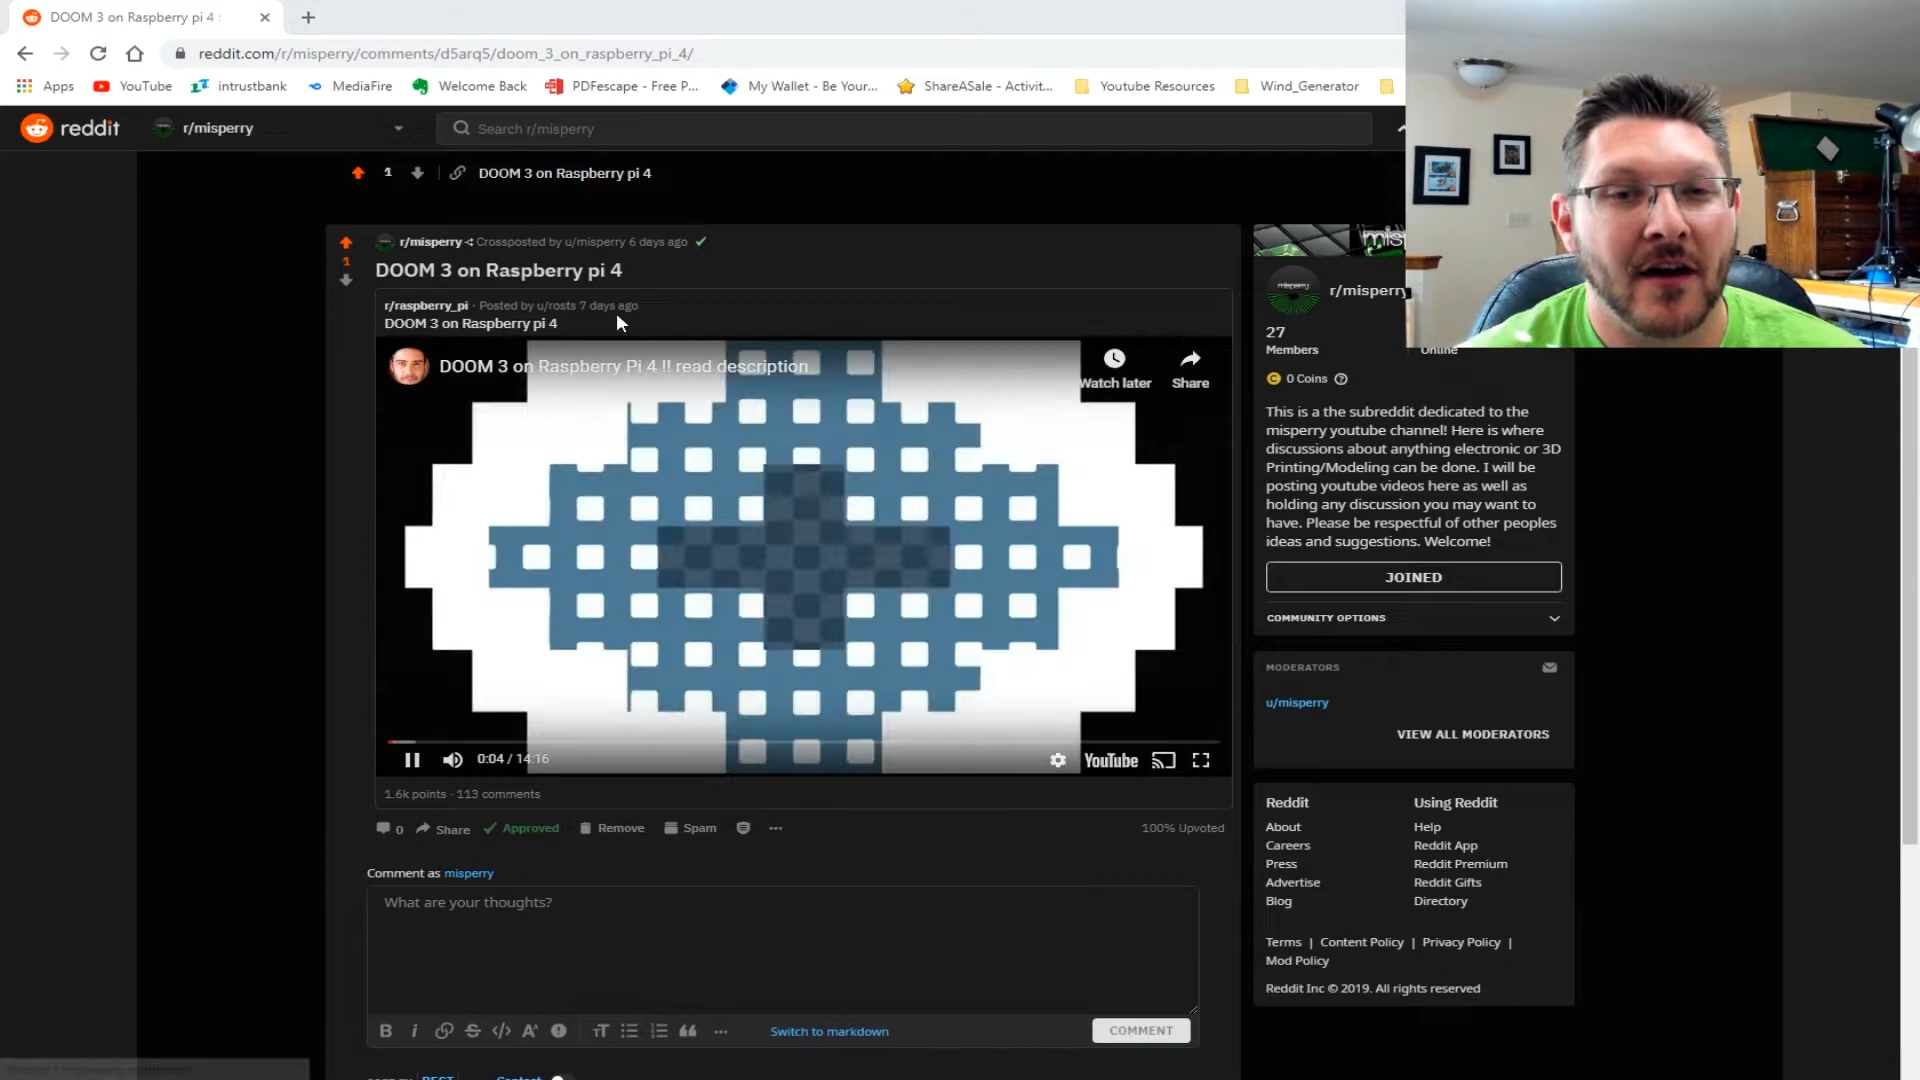 DOOM 3 on Raspberry pi 4 :
reddit.com/r/misperry/comments/d5arq5/doom_3_on_raspberry_pi_4/
Apps YouTube intrustbank MediaFire Welcome Back PDFescape - Free P... My Wallet - Be Your... ShareASale - Activit... Youtube Resources Wind_Generator
reddit r/misperry Search r/misperry
1 DOOM 3 on Raspberry pi 4
r/misperry Crossposted by u/misperry 6 days ago
1
DOOM 3 on Raspberry pi 4
r/raspberry_pi · Posted by u/rosts 7 days ago
DOOM 3 on Raspberry pi 4
DOOM 3 on Raspberry Pi 4 !! read description
Watch later Share
0:04 / 14:16 YouTube
1.6k points · 113 comments
0 Share Approved Remove Spam ... 100% Upvoted
Comment as misperry
What are your thoughts?
B i Switch to markdown COMMENT
BEST
r/misperry
27
Members Online
0 Coins
This is a the subreddit dedicated to the
misperry youtube channel! Here is where
discussions about anything electronic or 3D
Printing/Modeling can be done. I will be
posting youtube videos here as well as
holding any discussion you may want to
have. Please be respectful of other peoples
ideas and suggestions. Welcome!
JOINED
COMMUNITY OPTIONS
MODERATORS
u/misperry
VIEW ALL MODERATORS
Reddit Using Reddit
About Help
Careers Reddit App
Press Reddit Premium
Advertise Reddit Gifts
Blog Directory
Terms | Content Policy | Privacy Policy |
Mod Policy
Reddit Inc © 2019. All rights reserved